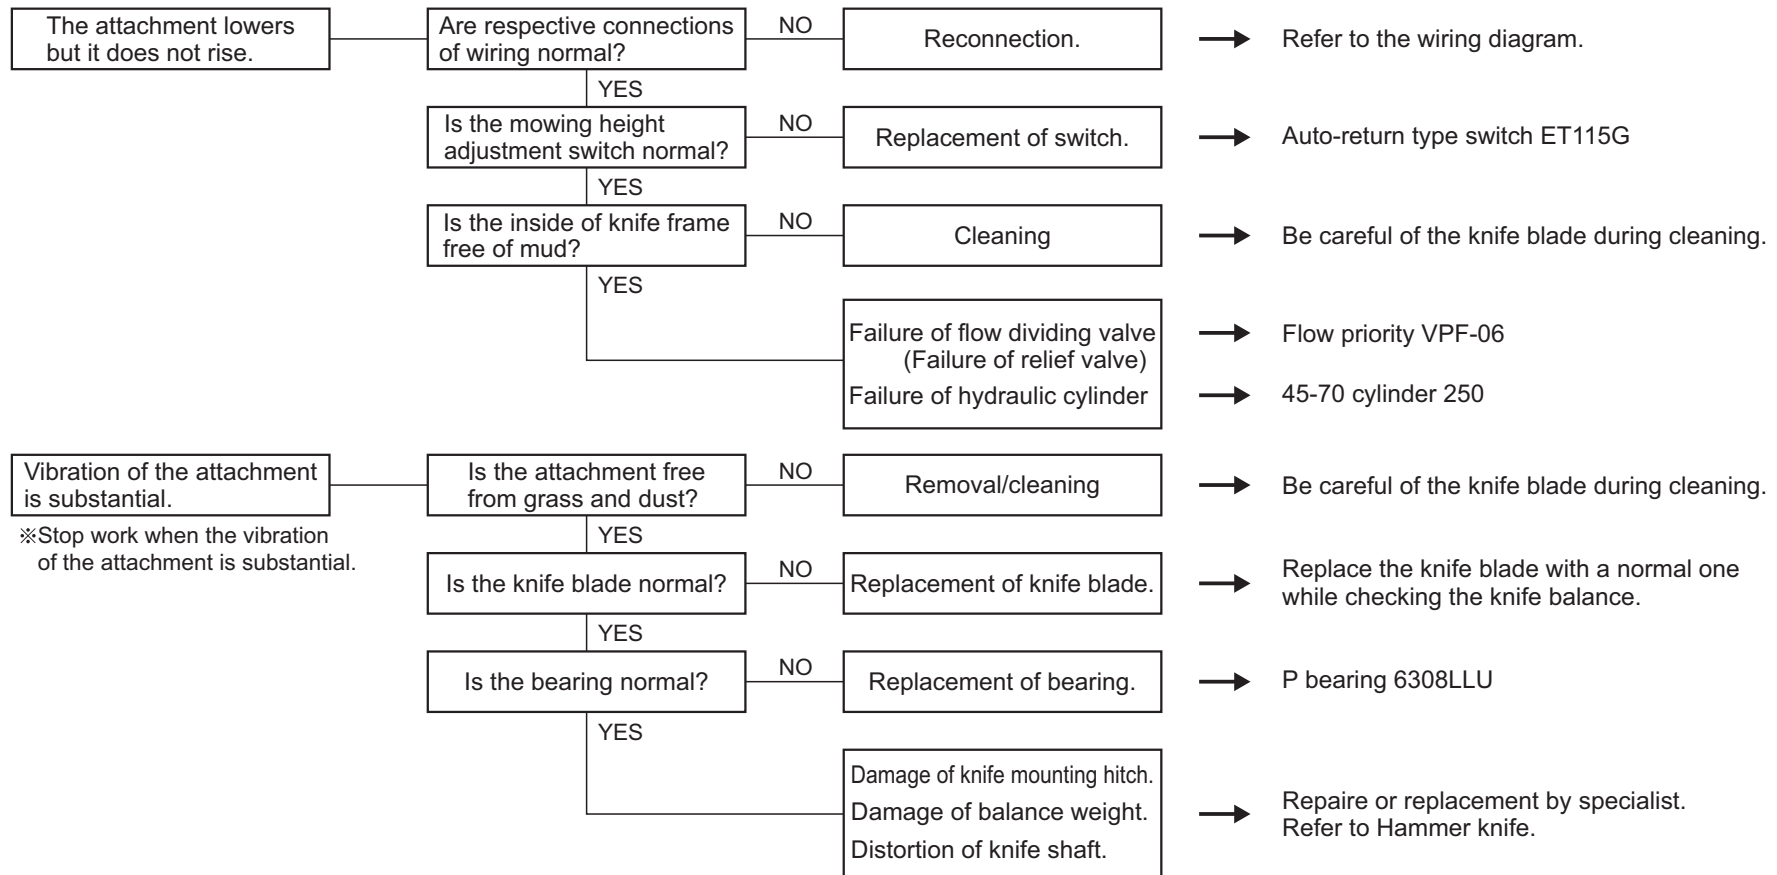 The attachment lowers
but it does not rise.
Are respective connections
of wiring normal?
NO
Reconnection.
Refer to the wiring diagram.
YES
Is the mowing height
adjustment switch normal?
NO
Replacement of switch.
Auto-return type switch ET115G
YES
Is the inside of knife frame
free of mud?
NO
Cleaning
Be careful of the knife blade during cleaning.
YES
Failure of flow dividing valve
(Failure of relief valve)
Flow priority VPF-06
Failure of hydraulic cylinder
45-70 cylinder 250
Vibration of the attachment
is substantial.
※Stop work when the vibration
of the attachment is substantial.
Is the attachment free
from grass and dust?
NO
Removal/cleaning
Be careful of the knife blade during cleaning.
YES
Is the knife blade normal?
NO
Replacement of knife blade.
Replace the knife blade with a normal one
while checking the knife balance.
YES
Is the bearing normal?
NO
Replacement of bearing.
P bearing 6308LLU
YES
Damage of knife mounting hitch.
Damage of balance weight.
Distortion of knife shaft.
Repaire or replacement by specialist.
Refer to Hammer knife.